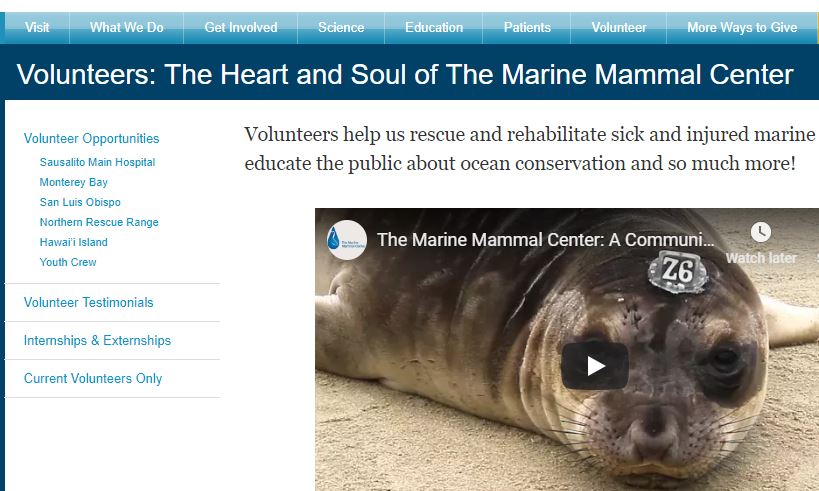 Visit What We Do Get Involved Science Education Patients Volunteer More Ways to Give
Volunteers: The Heart and Soul of The Marine Mammal Center
Volunteer Opportunities
Sausalito Main Hospital
Monterey Bay
San Luis Obispo
Northern Rescue Range
Hawai‘i Island
Youth Crew
Volunteer Testimonials
Internships & Externships
Current Volunteers Only
Volunteers help us rescue and rehabilitate sick and injured marine
educate the public about ocean conservation and so much more!
The Marine Mammal Center: A Communi...
Watch later
Z6